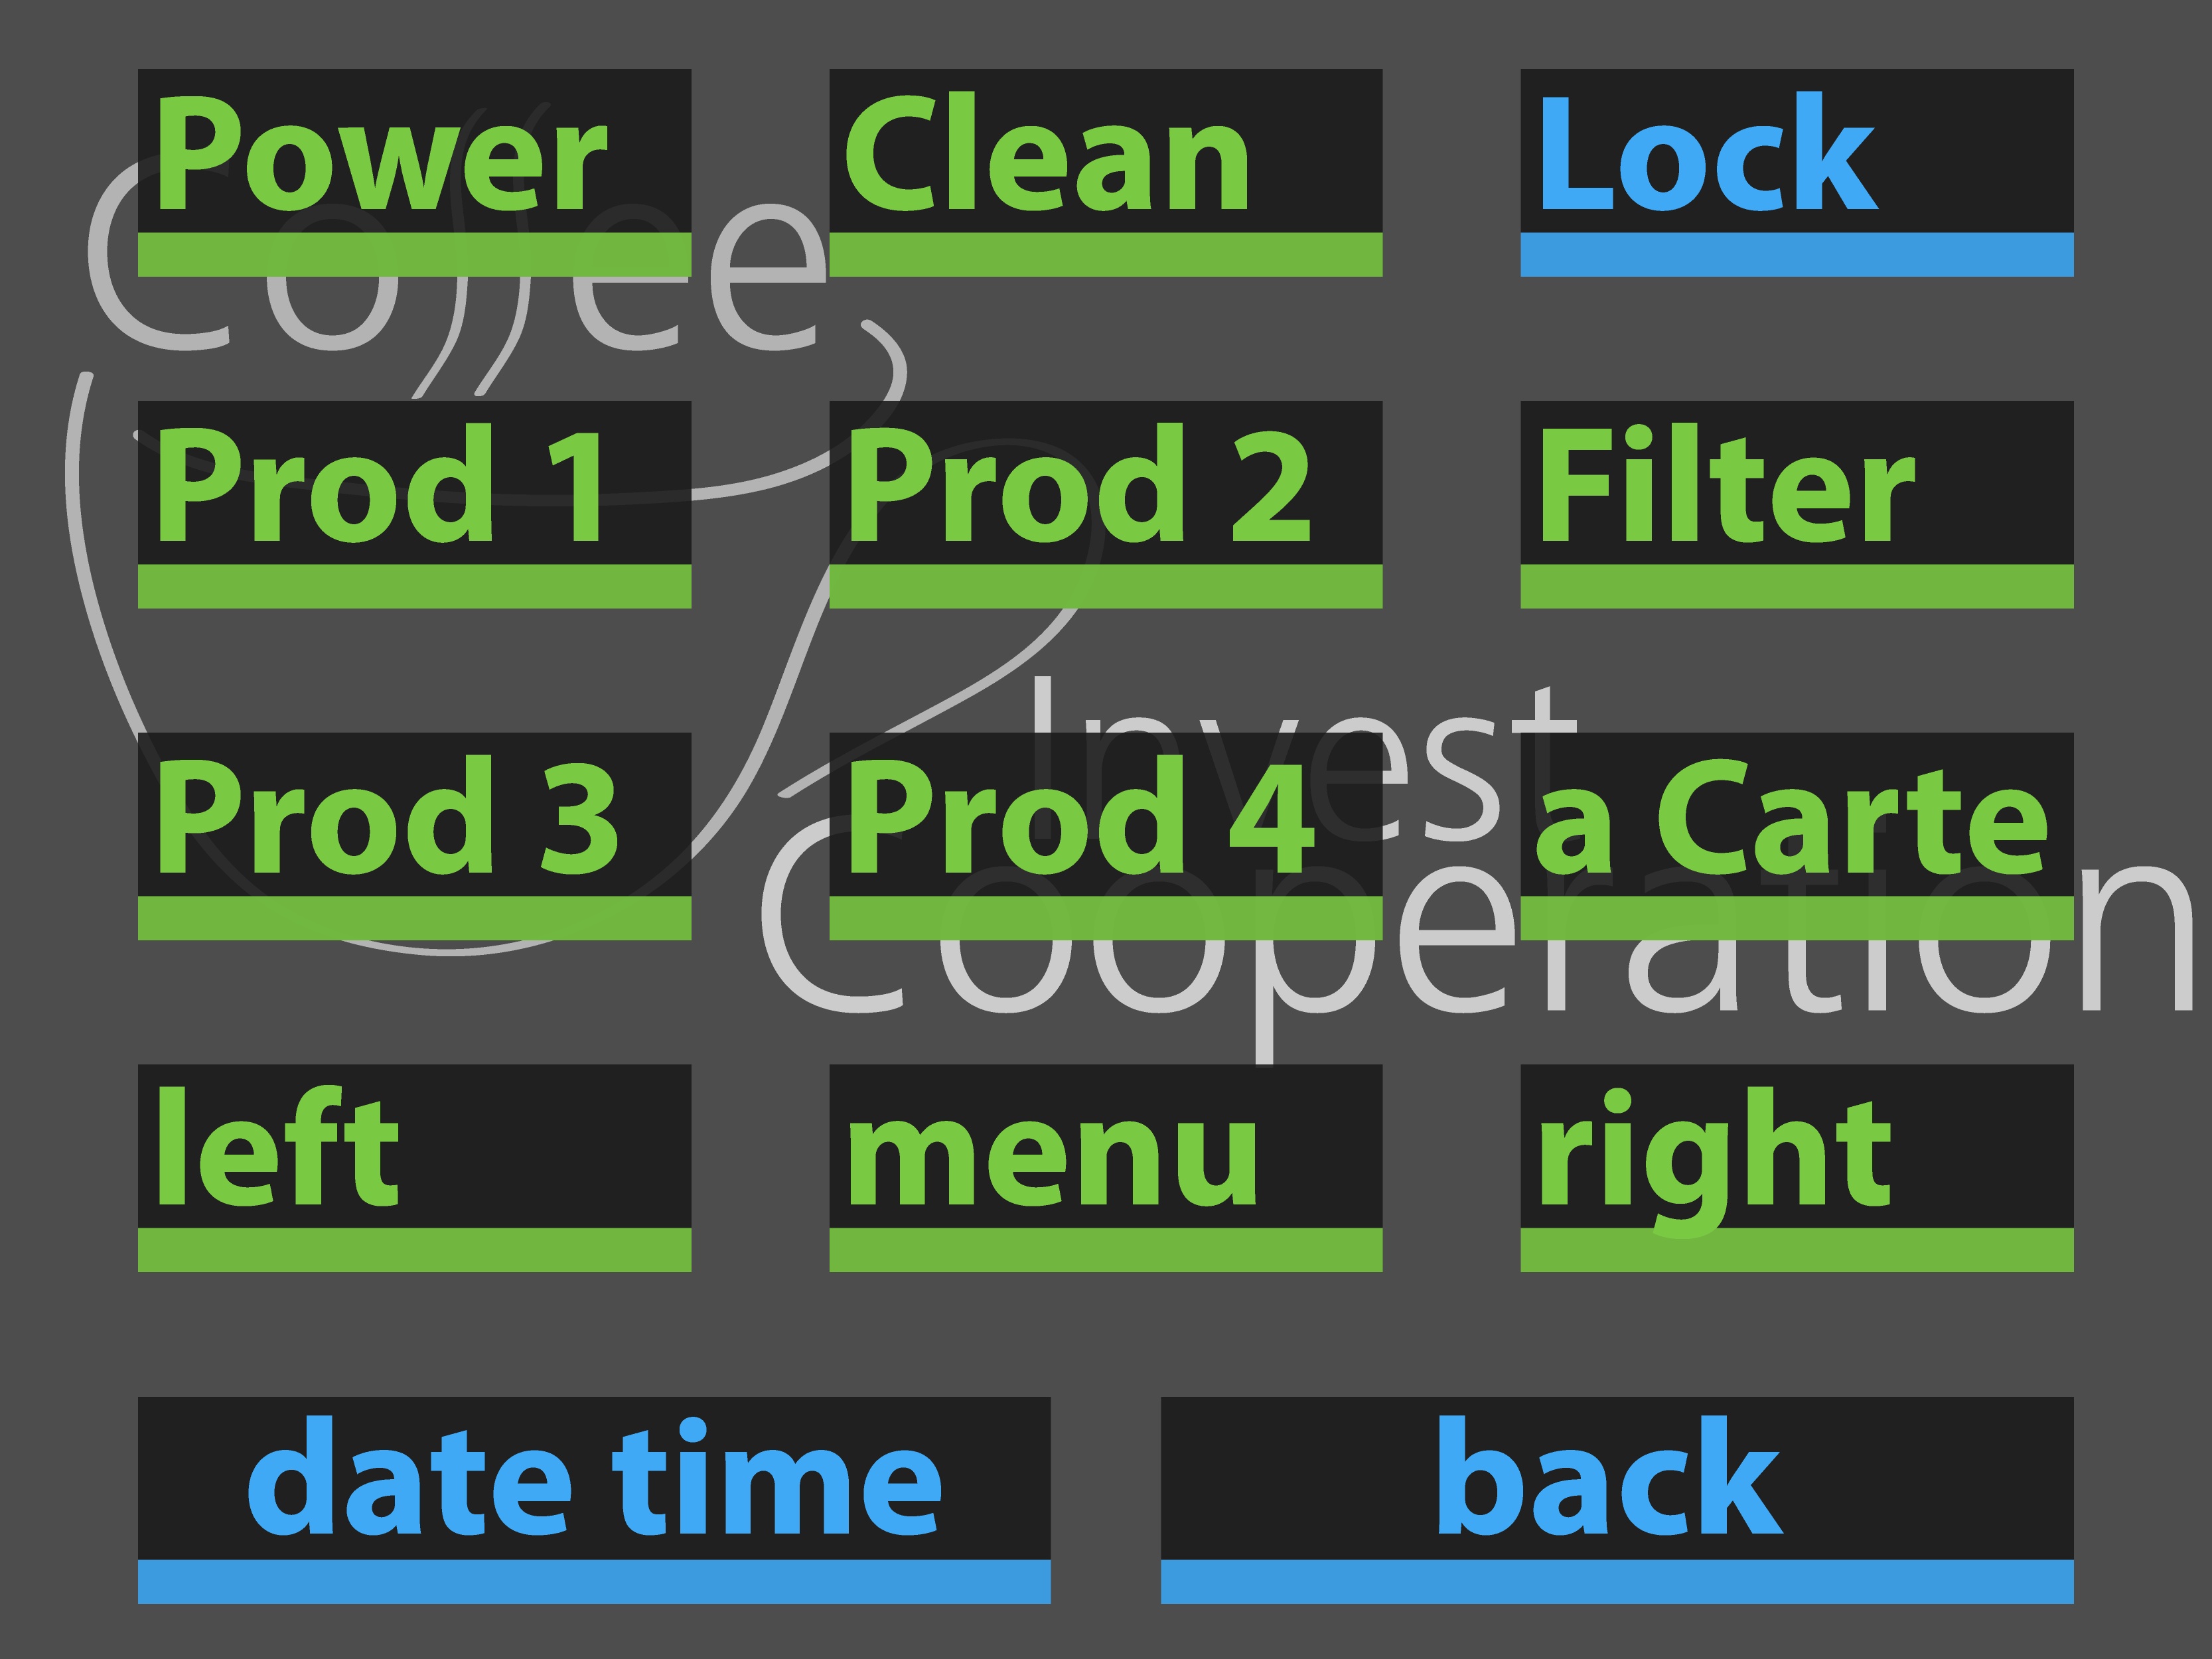 Power Clean Lock
Coffee
Prod 1 Prod 2 Filter
Invest
Prod 3 Prod 4 a Carte
Cooperation
left menu right
date time back